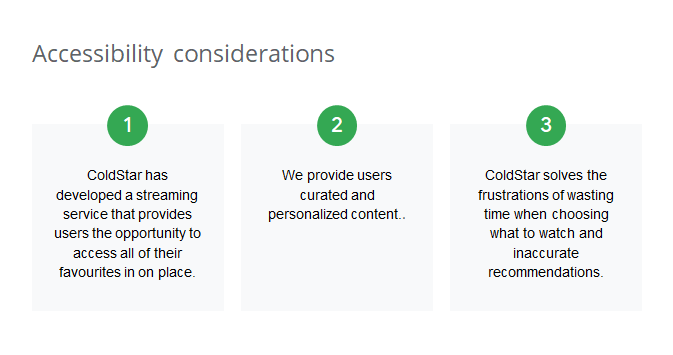 Accessibility considerations
1
ColdStar has
developed a streaming
service that provides
users the opportunity to
access all of their
favourites in on place.
2
We provide users
curated and
personalized content..
3
ColdStar solves the
frustrations of wasting
time when choosing
what to watch and
inaccurate
recommendations.